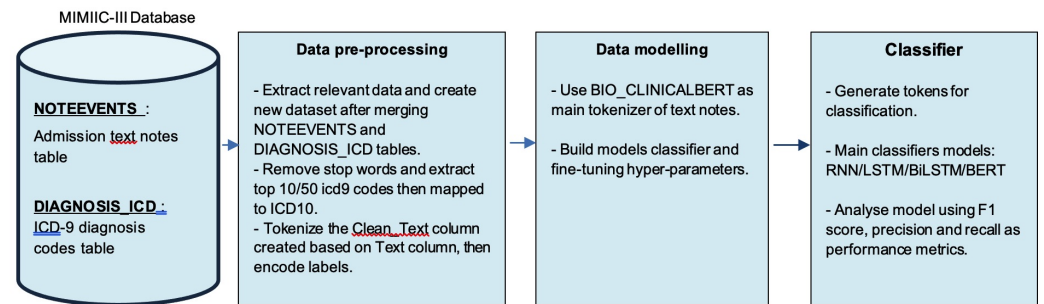 MIMIIC-III Database
NOTEEVENTS :
Admission text notes
table
DIAGNOSIS_ICD :
ICD-9 diagnosis
codes table
Data pre-processing
- Extract relevant data and create
new dataset after merging
NOTEEVENTS and
DIAGNOSIS_ICD tables.
- Remove stop words and extract
top 10/50 icd9 codes then mapped
to ICD10.
- Tokenize the Clean_Text column
created based on Text column, then
encode labels.
Data modelling
- Use BIO_CLINICALBERT as
main tokenizer of text notes.
- Build models classifier and
fine-tuning hyper-parameters.
Classifier
- Generate tokens for
classification.
- Main classifiers models:
RNN/LSTM/BiLSTM/BERT
- Analyse model using F1
score, precision and recall as
performance metrics.